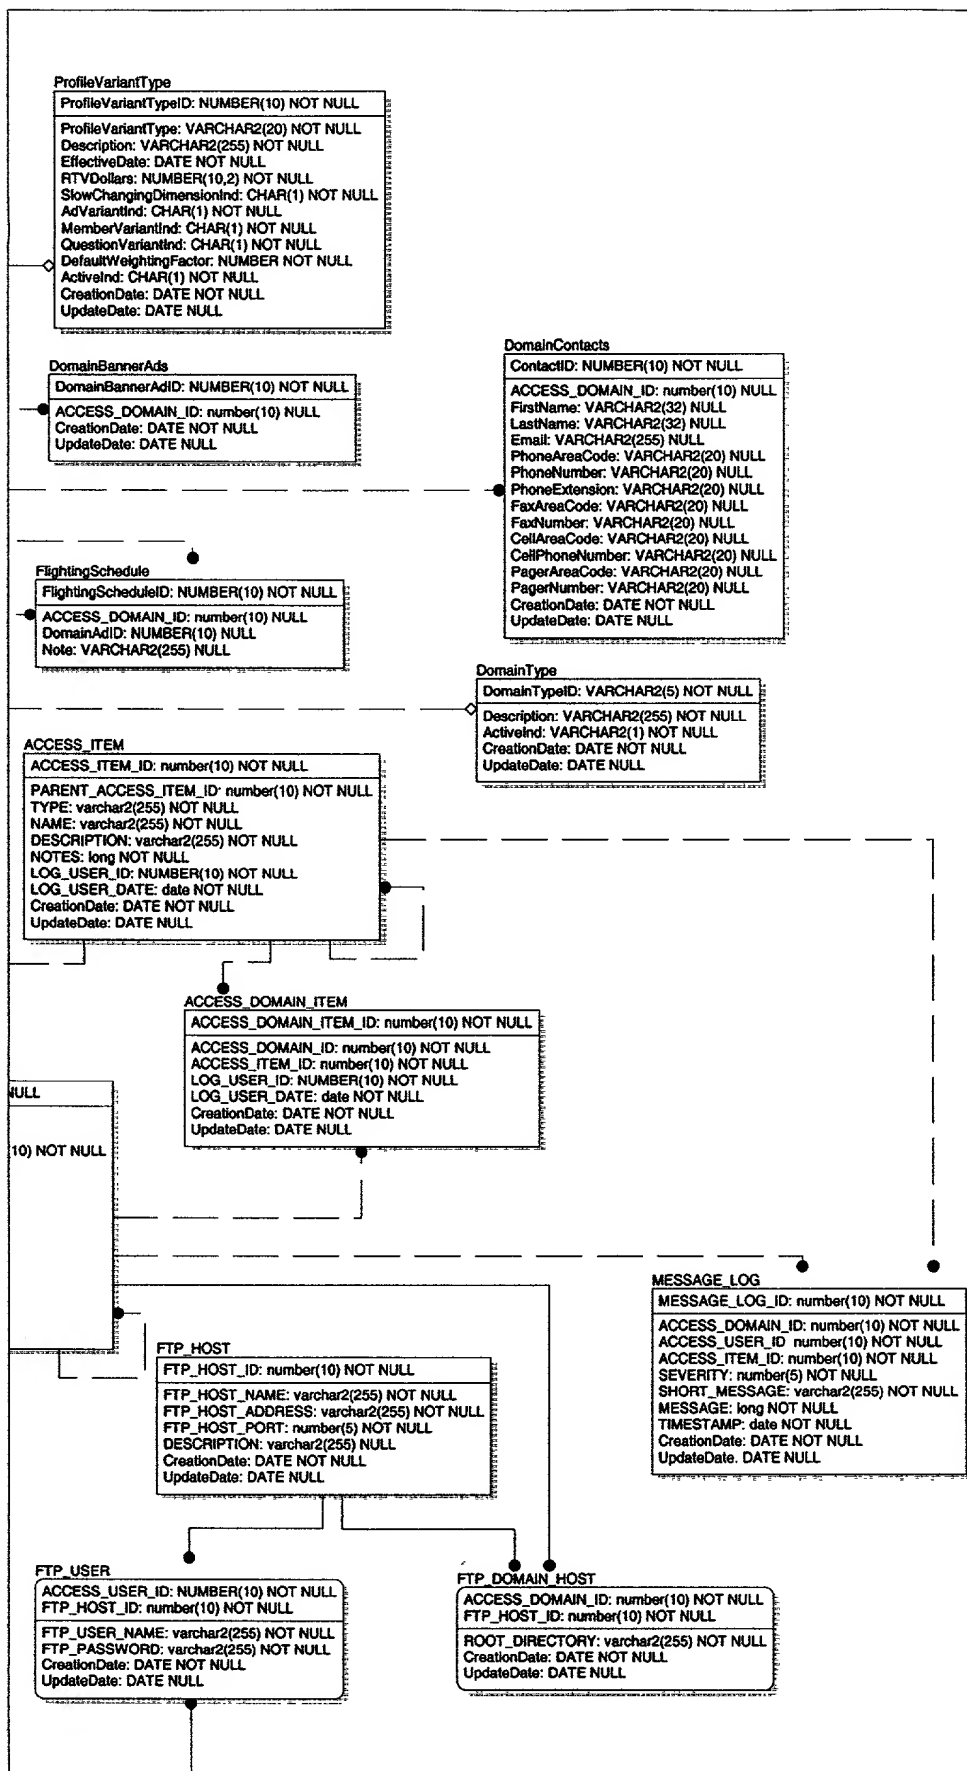 ProfileVariantType
ProfileVariantTypeID: NUMBER(10) NOT NULL
ProfileVariantType: VARCHAR2(20) NOT NULL
Description: VARCHAR2(255) NOT NULL
EffectiveDate: DATE NOT NULL
RTVDollars: NUMBER(10,2) NOT NULL
SlowChangingDimensionInd: CHAR(1) NOT NULL
AdVariantInd: CHAR(1) NOT NULL
MemberVariantInd: CHAR(1) NOT NULL
QuestionVariantInd: CHAR(1) NOT NULL
DefaultWeightingFactor: NUMBER NOT NULL
ActiveInd: CHAR(1) NOT NULL
CreationDate: DATE NOT NULL
UpdateDate: DATE NULL
DomainBannerAds
DomainBannerAdID: NUMBER(10) NOT NULL
ACCESS_DOMAIN_ID: number(10) NULL
CreationDate: DATE NOT NULL
UpdateDate: DATE NULL
DomainContacts
ContactID: NUMBER(10) NOT NULL
ACCESS_DOMAIN_ID: number(10) NULL
FirstName: VARCHAR2(32) NULL
LastName: VARCHAR2(32) NULL
Email: VARCHAR2(255) NULL
PhoneAreaCode: VARCHAR2(20) NULL
PhoneNumber: VARCHAR2(20) NULL
PhoneExtension: VARCHAR2(20) NULL
FaxAreaCode: VARCHAR2(20) NULL
FaxNumber: VARCHAR2(20) NULL
CellAreaCode: VARCHAR2(20) NULL
CellPhoneNumber: VARCHAR2(20) NULL
PagerAreaCode: VARCHAR2(20) NULL
PagerNumber: VARCHAR2(20) NULL
CreationDate: DATE NOT NULL
UpdateDate: DATE NULL
FlightingSchedule
FlightingScheduleID: NUMBER(10) NOT NULL
ACCESS_DOMAIN_ID: number(10) NULL
DomainAdID: NUMBER(10) NULL
Note: VARCHAR2(255) NULL
DomainType
DomainTypeID: VARCHAR2(5) NOT NULL
Description: VARCHAR2(255) NOT NULL
ActiveInd: VARCHAR2(1) NOT NULL
CreationDate: DATE NOT NULL
UpdateDate: DATE NULL
ACCESS_ITEM
ACCESS_ITEM_ID: number(10) NOT NULL
PARENT_ACCESS_ITEM_ID: number(10) NOT NULL
TYPE: varchar2(255) NOT NULL
NAME: varchar2(255) NOT NULL
DESCRIPTION: varchar2(255) NOT NULL
NOTES: long NOT NULL
LOG_USER_ID: NUMBER(10) NOT NULL
LOG_USER_DATE: date NOT NULL
CreationDate: DATE NOT NULL
UpdateDate: DATE NULL
ACCESS_DOMAIN_ITEM
ACCESS_DOMAIN_ITEM_ID: number(10) NOT NULL
ACCESS_DOMAIN_ID: number(10) NOT NULL
ACCESS_ITEM_ID: number(10) NOT NULL
LOG_USER_ID: NUMBER(10) NOT NULL
LOG_USER_DATE: date NOT NULL
CreationDate: DATE NOT NULL
UpdateDate: DATE NULL
NULL
10) NOT NULL
MESSAGE_LOG
MESSAGE_LOG_ID: number(10) NOT NULL
ACCESS_DOMAIN_ID: number(10) NOT NULL
ACCESS_USER_ID number(10) NOT NULL
ACCESS_ITEM_ID: number(10) NOT NULL
SEVERITY: number(5) NOT NULL
SHORT_MESSAGE: varchar2(255) NOT NULL
MESSAGE: long NOT NULL
TIMESTAMP: date NOT NULL
CreationDate: DATE NOT NULL
UpdateDate. DATE NULL
FTP_HOST
FTP_HOST_ID: number(10) NOT NULL
FTP_HOST_NAME: varchar2(255) NOT NULL
FTP_HOST_ADDRESS: varchar2(255) NOT NULL
FTP_HOST_PORT: number(5) NOT NULL
DESCRIPTION: varchar2(255) NULL
CreationDate: DATE NOT NULL
UpdateDate: DATE NULL
FTP_USER
ACCESS_USER_ID: NUMBER(10) NOT NULL
FTP_HOST_ID: number(10) NOT NULL
FTP_USER_NAME: varchar2(255) NOT NULL
FTP_PASSWORD: varchar2(255) NOT NULL
CreationDate: DATE NOT NULL
UpdateDate: DATE NULL
FTP_DOMAIN_HOST
ACCESS_DOMAIN_ID: number(10) NOT NULL
FTP_HOST_ID: number(10) NOT NULL
ROOT_DIRECTORY: varchar2(255) NOT NULL
CreationDate: DATE NOT NULL
UpdateDate: DATE NULL